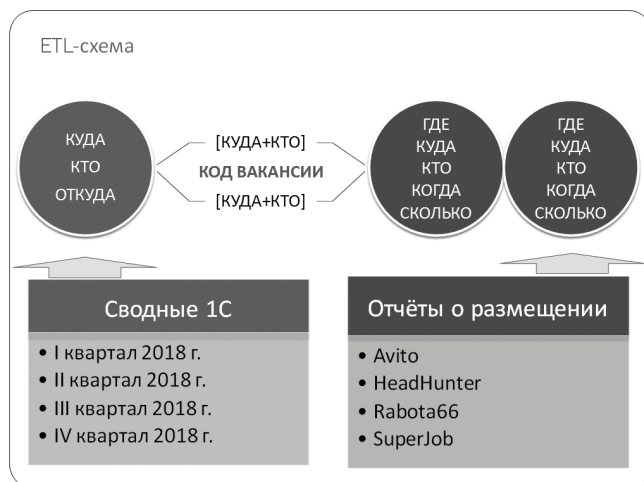 ETL-схема
КУДА
КТО
ОТКУДА
[КУДА+КТО]
КОД ВАКАНСИИ
[КУДА+КТО]
ГДЕ
КУДА
КТО
КОГДА
СКОЛЬКО
ГДЕ
КУДА
КТО
КОГДА
СКОЛЬКО
Сводные 1С
• I квартал 2018 г.
• II квартал 2018 г.
• III квартал 2018 г.
• IV квартал 2018 г.
Отчёты о размещении
• Avito
• HeadHunter
• Rabota66
• SuperJob